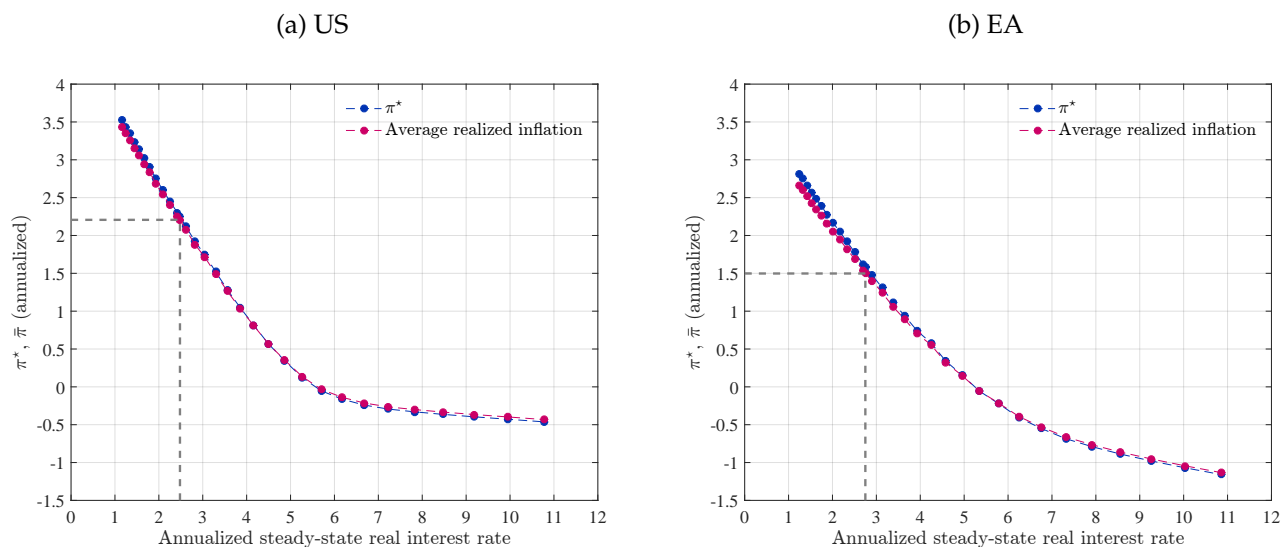 (a) US
4
3.5
3
2.5
2
1.5
1
0.5
0
-0.5
-1
-1.5
π⋆, π̄ (annualized)
π⋆
Average realized inflation
0 1 2 3 4 5 6 7 8 9 10 11 12
Annualized steady-state real interest rate
(b) EA
4
3.5
3
2.5
2
1.5
1
0.5
0
-0.5
-1
-1.5
π⋆, π̄ (annualized)
π⋆
Average realized inflation
0 1 2 3 4 5 6 7 8 9 10 11 12
Annualized steady-state real interest rate